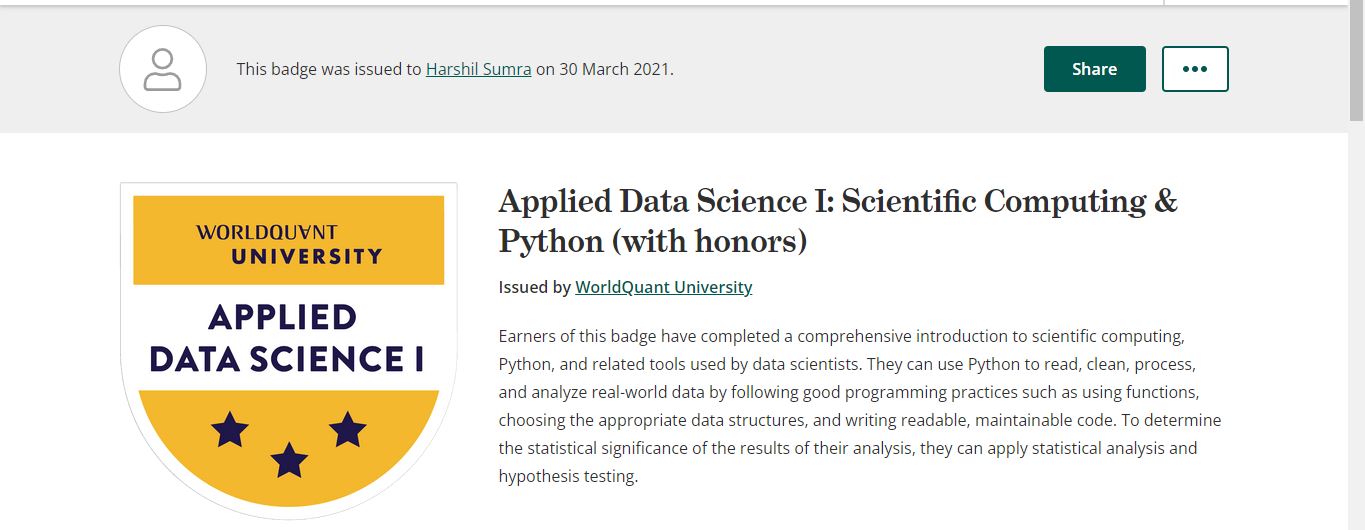 This badge was issued to Harshil Sumra on 30 March 2021.
Share
WORLDQUANT
UNIVERSITY
APPLIED
DATA SCIENCE I
Applied Data Science I: Scientific Computing &
Python (with honors)
Issued by WorldQuant University
Earners of this badge have completed a comprehensive introduction to scientific computing,
Python, and related tools used by data scientists. They can use Python to read, clean, process,
and analyze real-world data by following good programming practices such as using functions,
choosing the appropriate data structures, and writing readable, maintainable code. To determine
the statistical significance of the results of their analysis, they can apply statistical analysis and
hypothesis testing.